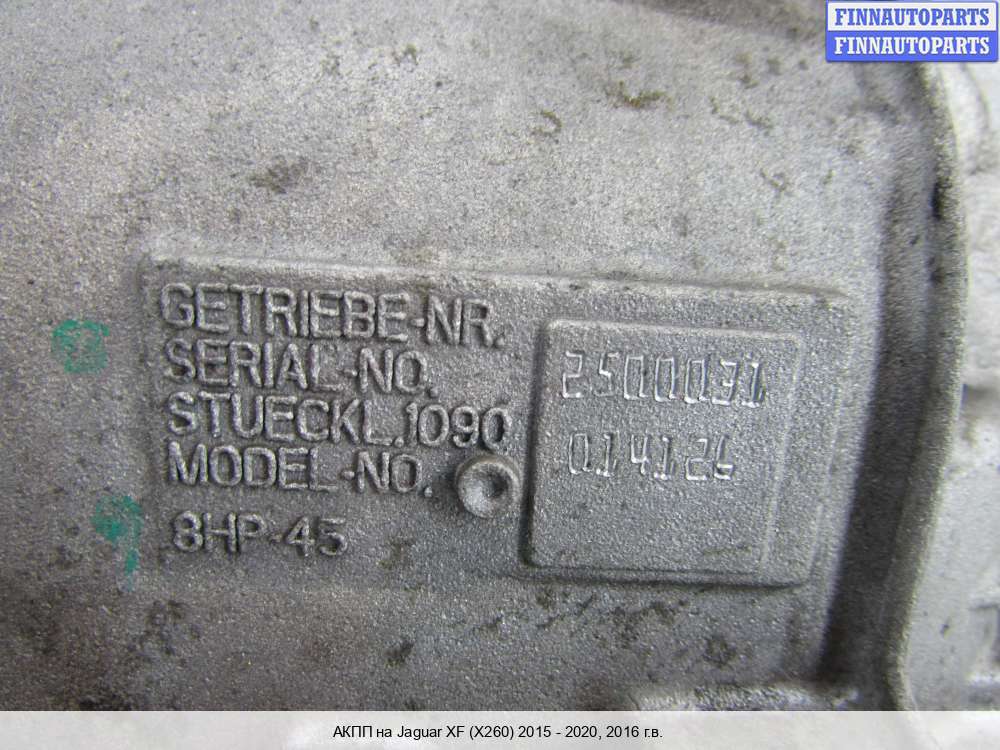 FINNAUTOPARTS
FINNAUTOPARTS
GETRIEBE-NR.
SERIAL-NO.
2500031
STUECKL.1090
014126
MODEL-NO.
8HP-45
АКПП на Jaguar XF (X260) 2015 - 2020, 2016 г.в.